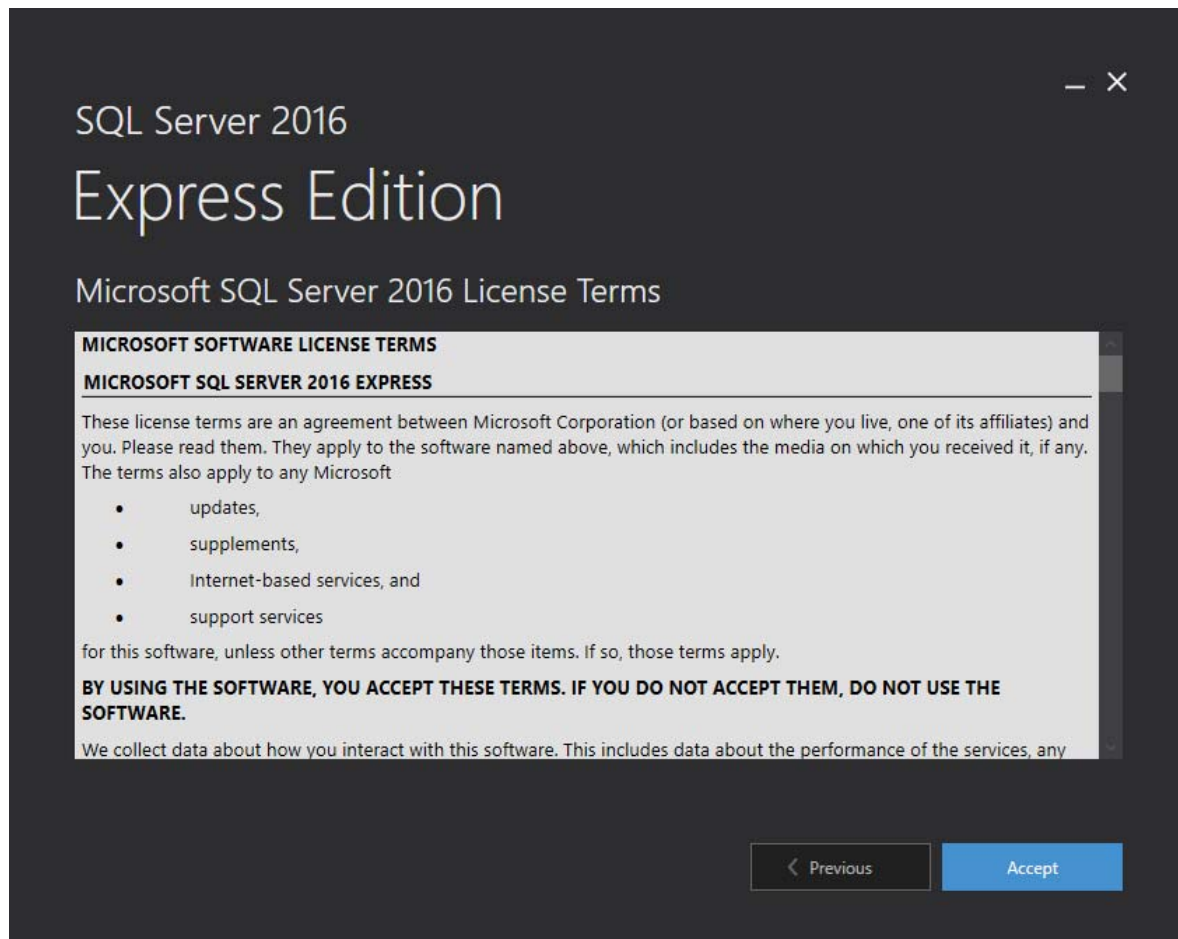 SQL Server 2016
Express Edition
Microsoft SQL Server 2016 License Terms
MICROSOFT SOFTWARE LICENSE TERMS
MICROSOFT SQL SERVER 2016 EXPRESS
These license terms are an agreement between Microsoft Corporation (or based on where you live, one of its affiliates) and
you. Please read them. They apply to the software named above, which includes the media on which you received it, if any.
The terms also apply to any Microsoft
• updates,
• supplements,
• Internet-based services, and
• support services
for this software, unless other terms accompany those items. If so, those terms apply.
BY USING THE SOFTWARE, YOU ACCEPT THESE TERMS. IF YOU DO NOT ACCEPT THEM, DO NOT USE THE
SOFTWARE.
We collect data about how you interact with this software. This includes data about the performance of the services, any
Previous
Accept